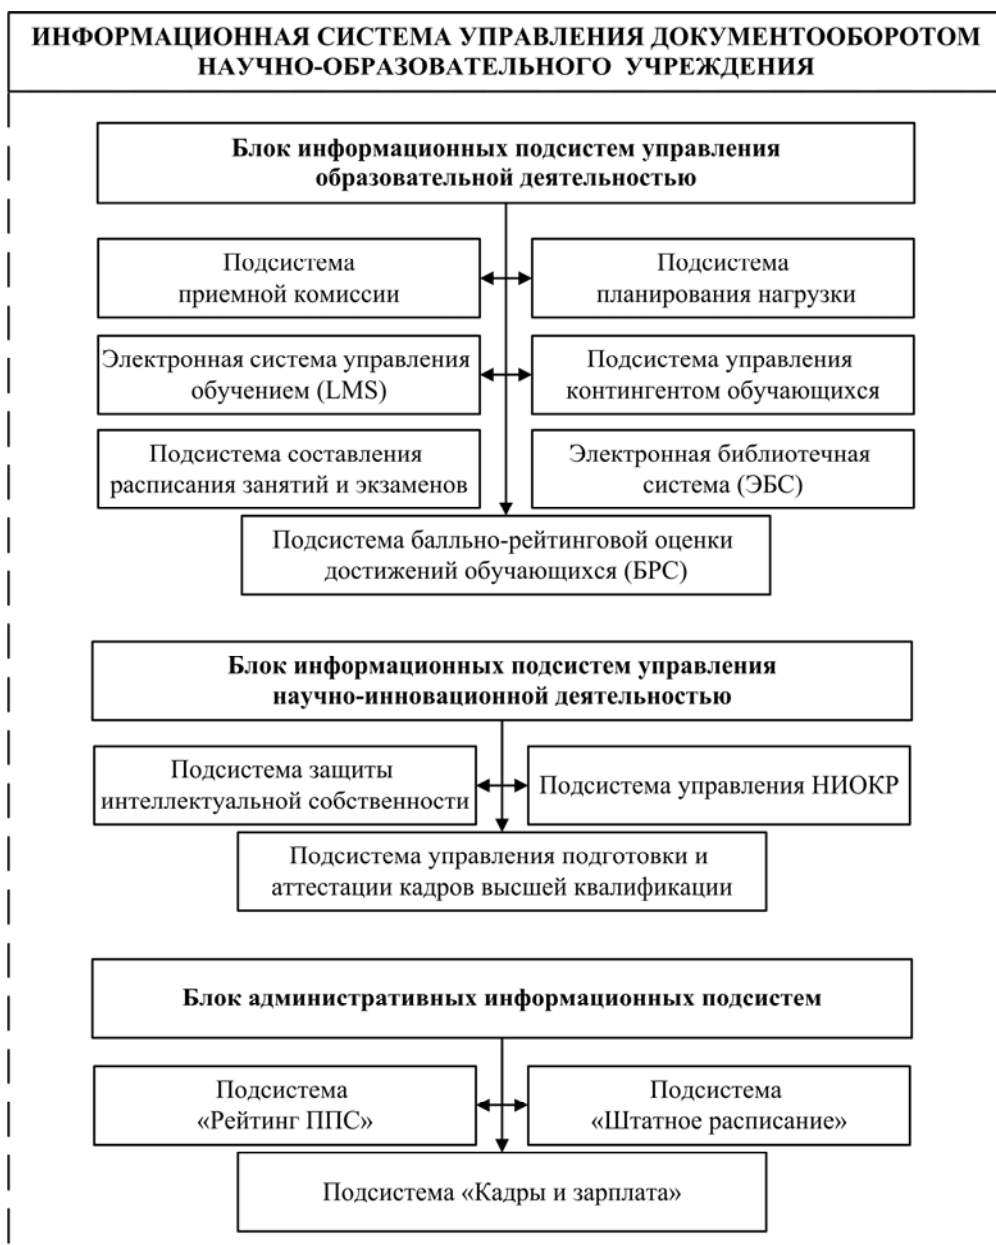 ИНФОРМАЦИОННАЯ СИСТЕМА УПРАВЛЕНИЯ ДОКУМЕНТООБОРОТОМ
НАУЧНО-ОБРАЗОВАТЕЛЬНОГО УЧРЕЖДЕНИЯ
Блок информационных подсистем управления
образовательной деятельностью
Подсистема
приемной комиссии
Подсистема
планирования нагрузки
Электронная система управления
обучением (LMS)
Подсистема управления
контингентом обучающихся
Подсистема составления
расписания занятий и экзаменов
Электронная библиотечная
система (ЭБС)
Подсистема балльно-рейтинговой оценки
достижений обучающихся (БРС)
Блок информационных подсистем управления
научно-инновационной деятельностью
Подсистема защиты
интеллектуальной собственности
Подсистема управления НИОКР
Подсистема управления подготовки и
аттестации кадров высшей квалификации
Блок административных информационных подсистем
Подсистема
«Рейтинг ППС»
Подсистема
«Штатное расписание»
Подсистема «Кадры и зарплата»